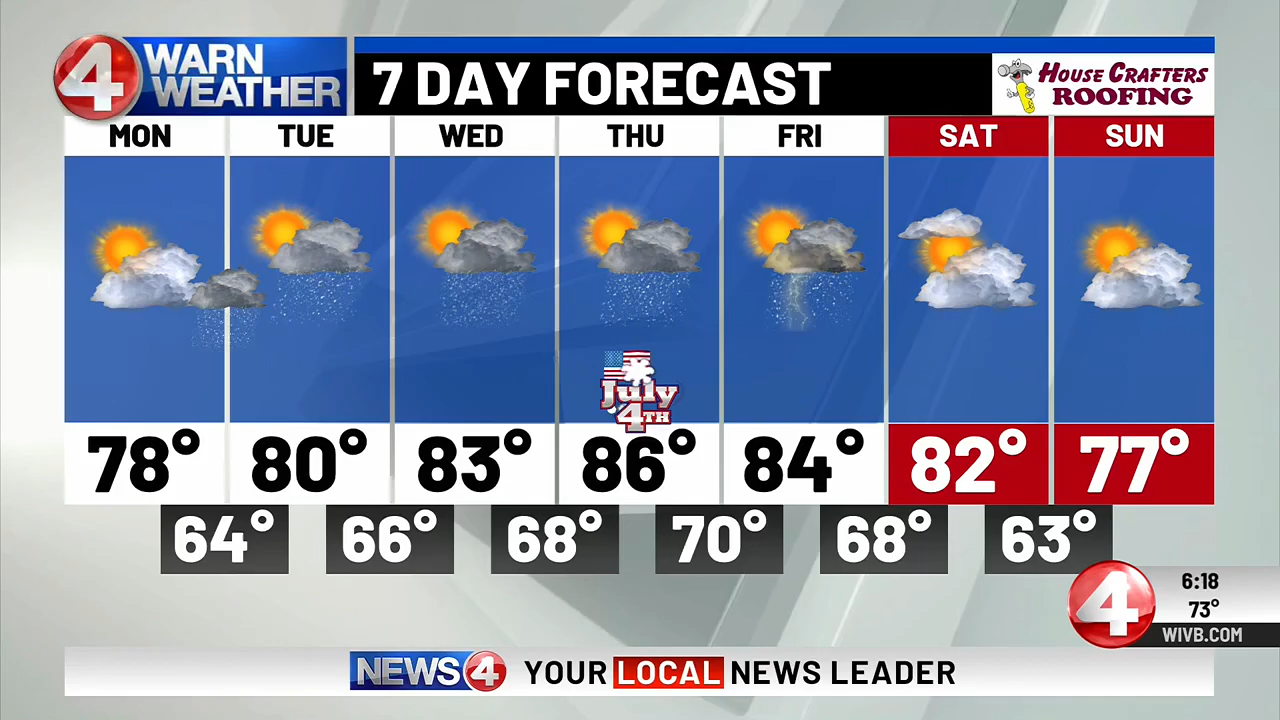 4 WARN WEATHER
7 DAY FORECAST
HOUSE CRAFTERS
ROOFING
MON TUE WED THU FRI SAT SUN
July
4TH
78° 80° 83° 86° 84° 82° 77°
64° 66° 68° 70° 68° 63°
4
6:18
73°
WIVB.COM
NEWS 4 YOUR LOCAL NEWS LEADER